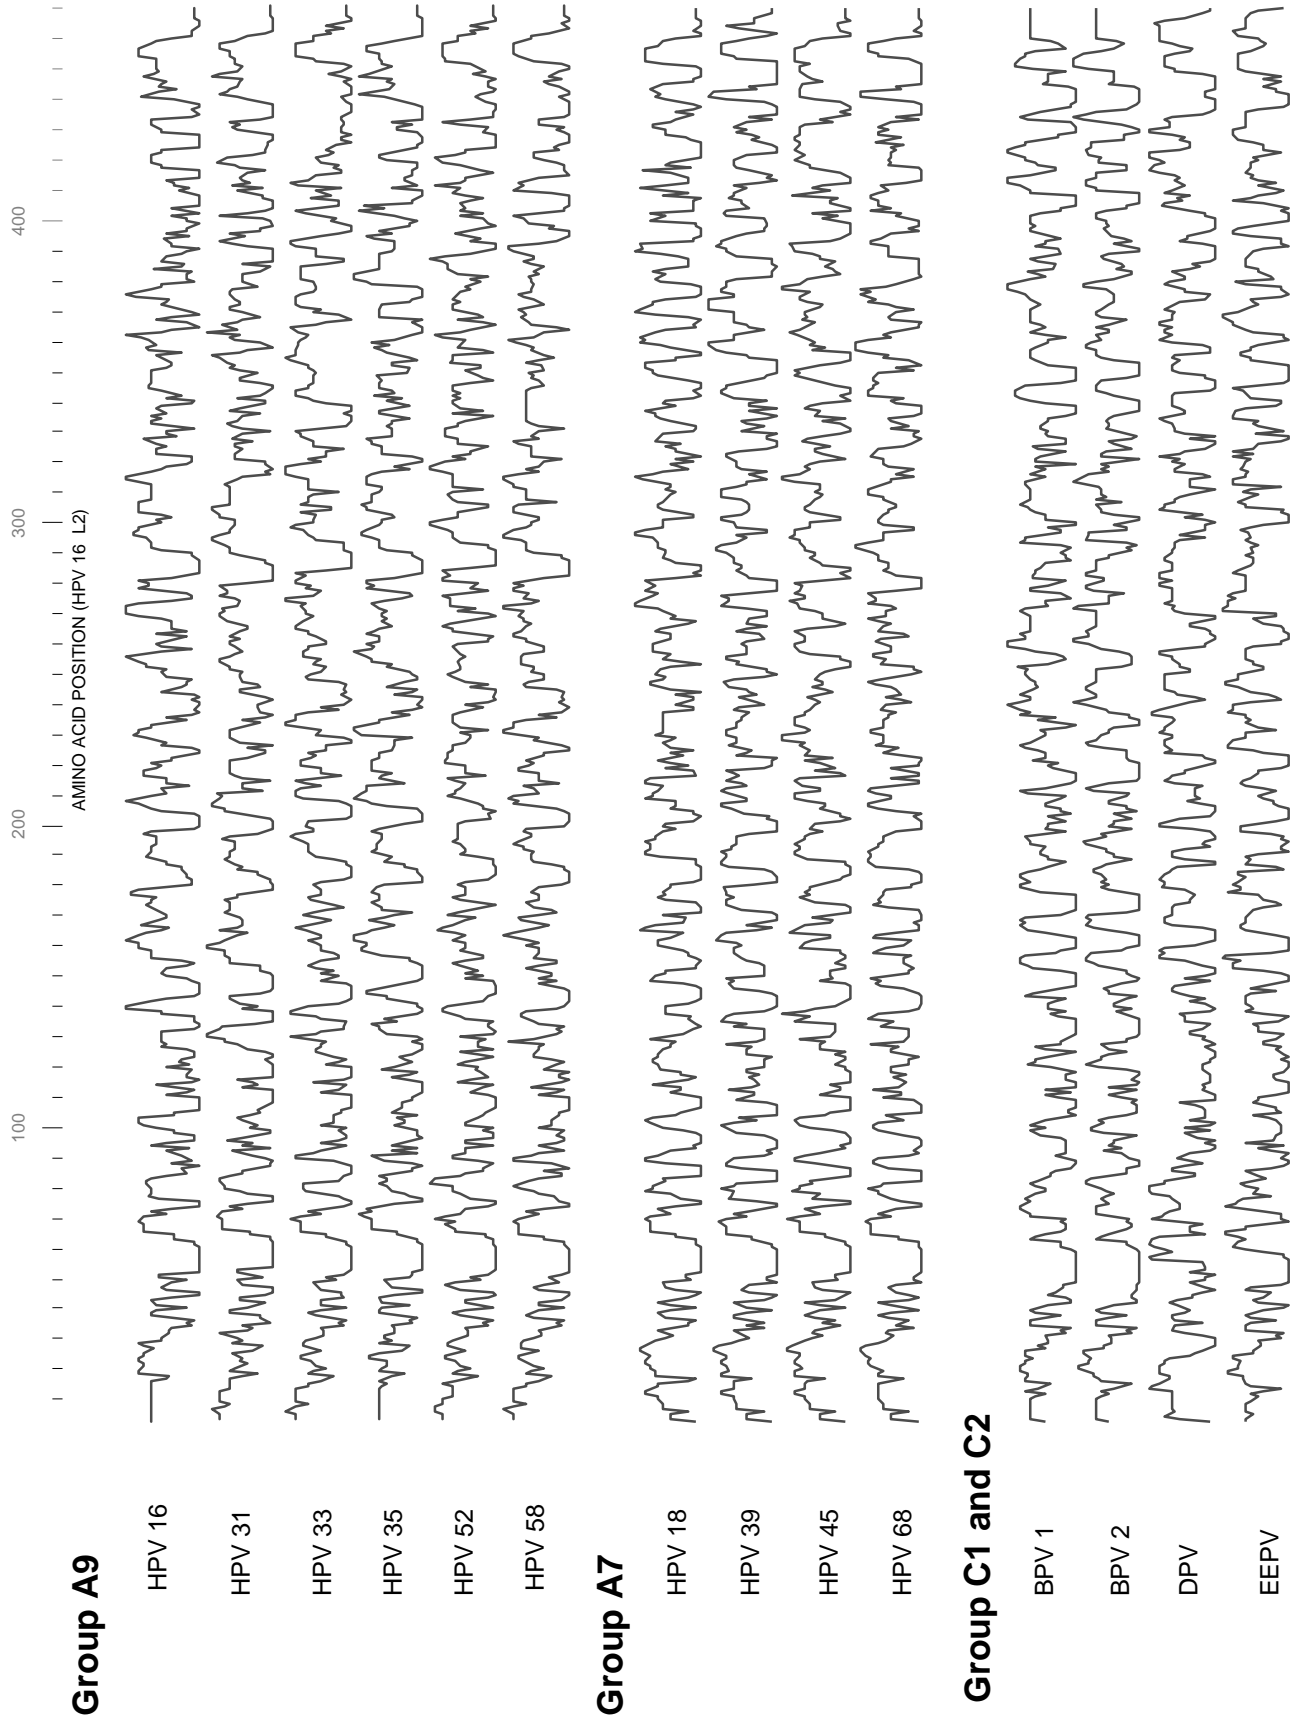 100
200
300
400
AMINO ACID POSITION (HPV 16 L2)
Group A9
HPV 16
HPV 31
HPV 33
HPV 35
HPV 52
HPV 58
Group A7
HPV 18
HPV 39
HPV 45
HPV 68
Group C1 and C2
BPV 1
BPV 2
DPV
EEPV